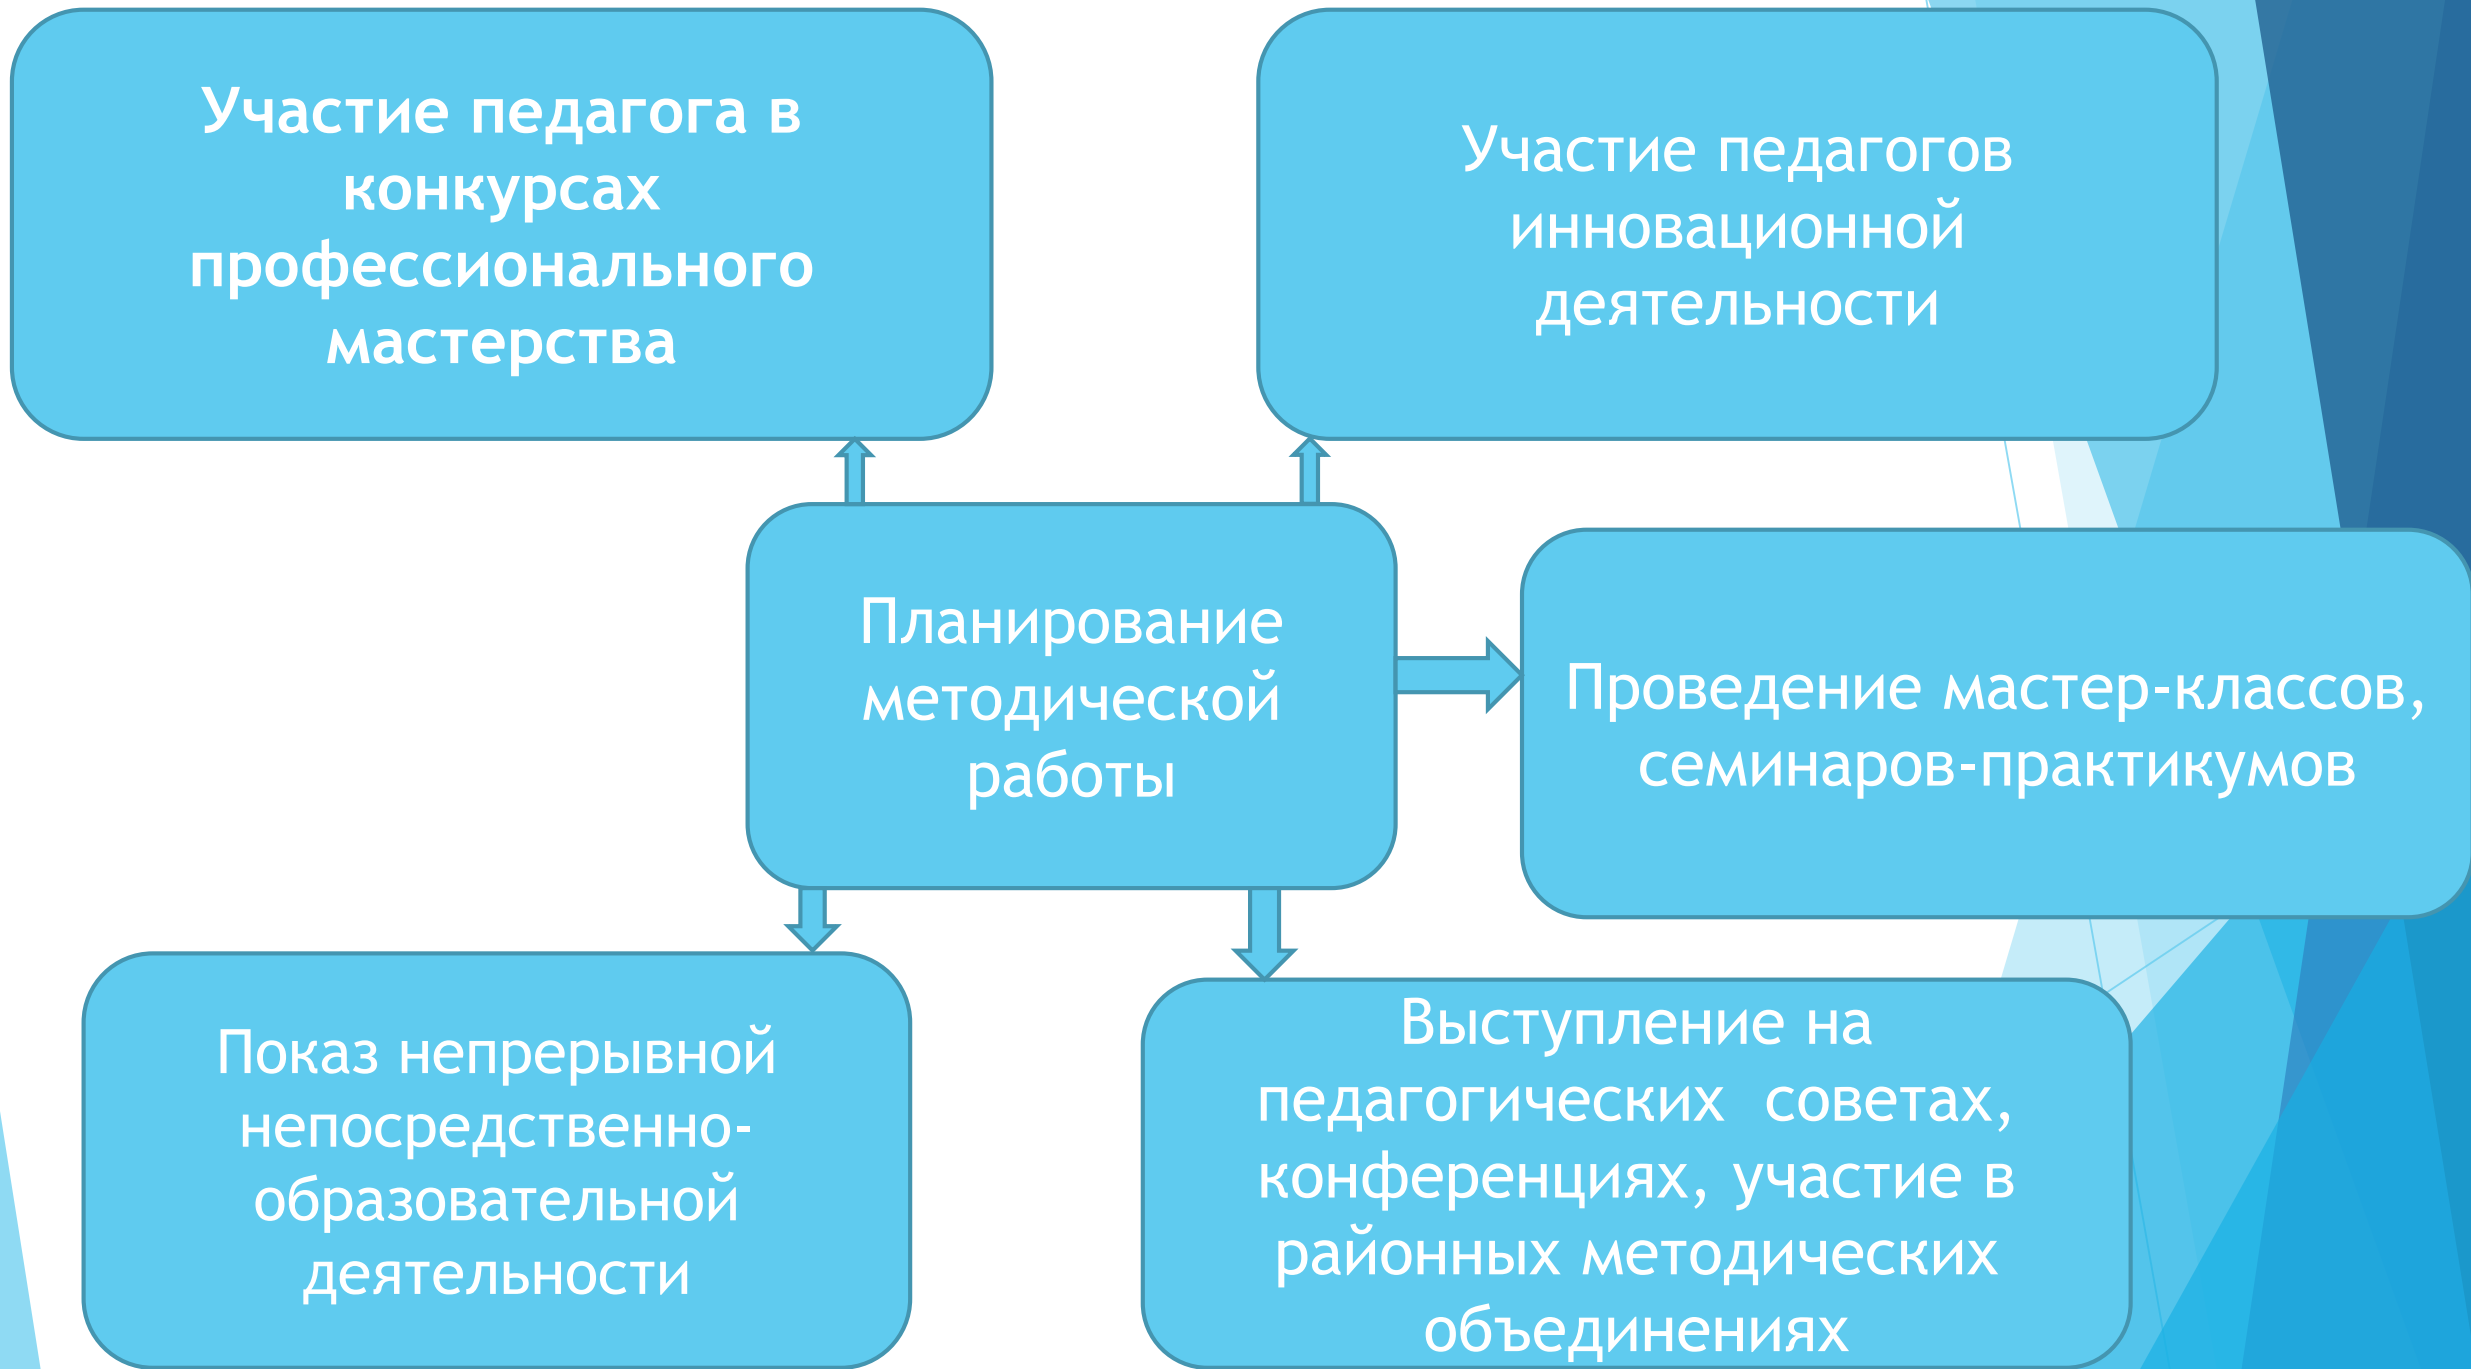 Участие педагога в
конкурсах
профессионального
мастерства
Участие педагогов
инновационной
деятельности
Планирование
методической
работы
Проведение мастер-классов,
семинаров-практикумов
Показ непрерывной
непосредственно-
образовательной
деятельности
Выступление на
педагогических  советах,
конференциях, участие в
районных методических
объединениях